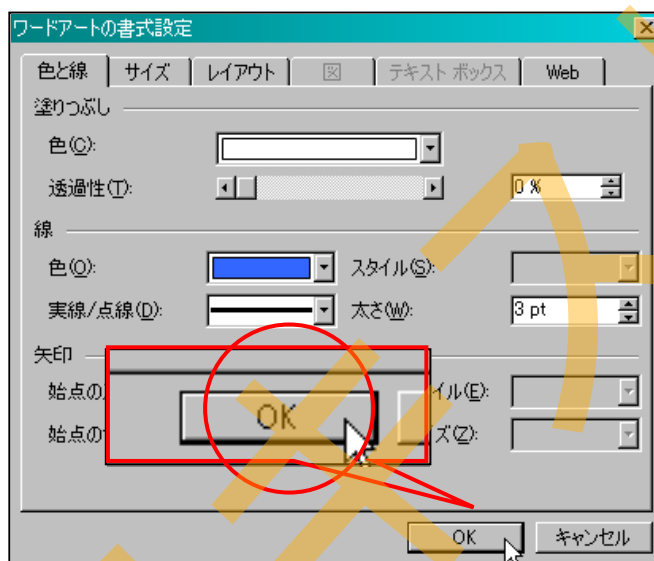 ワードアートの書式設定
色と線 サイズ レイアウト 図 テキスト ボックス Web
塗りつぶし
色(C):
透過性(T): 0 %
線
色(O): スタイル(S):
実線/点線(D): 太さ(W): 3 pt
矢印
始点の イル(E):
始点の ズ(Z):
OK
OK キャンセル